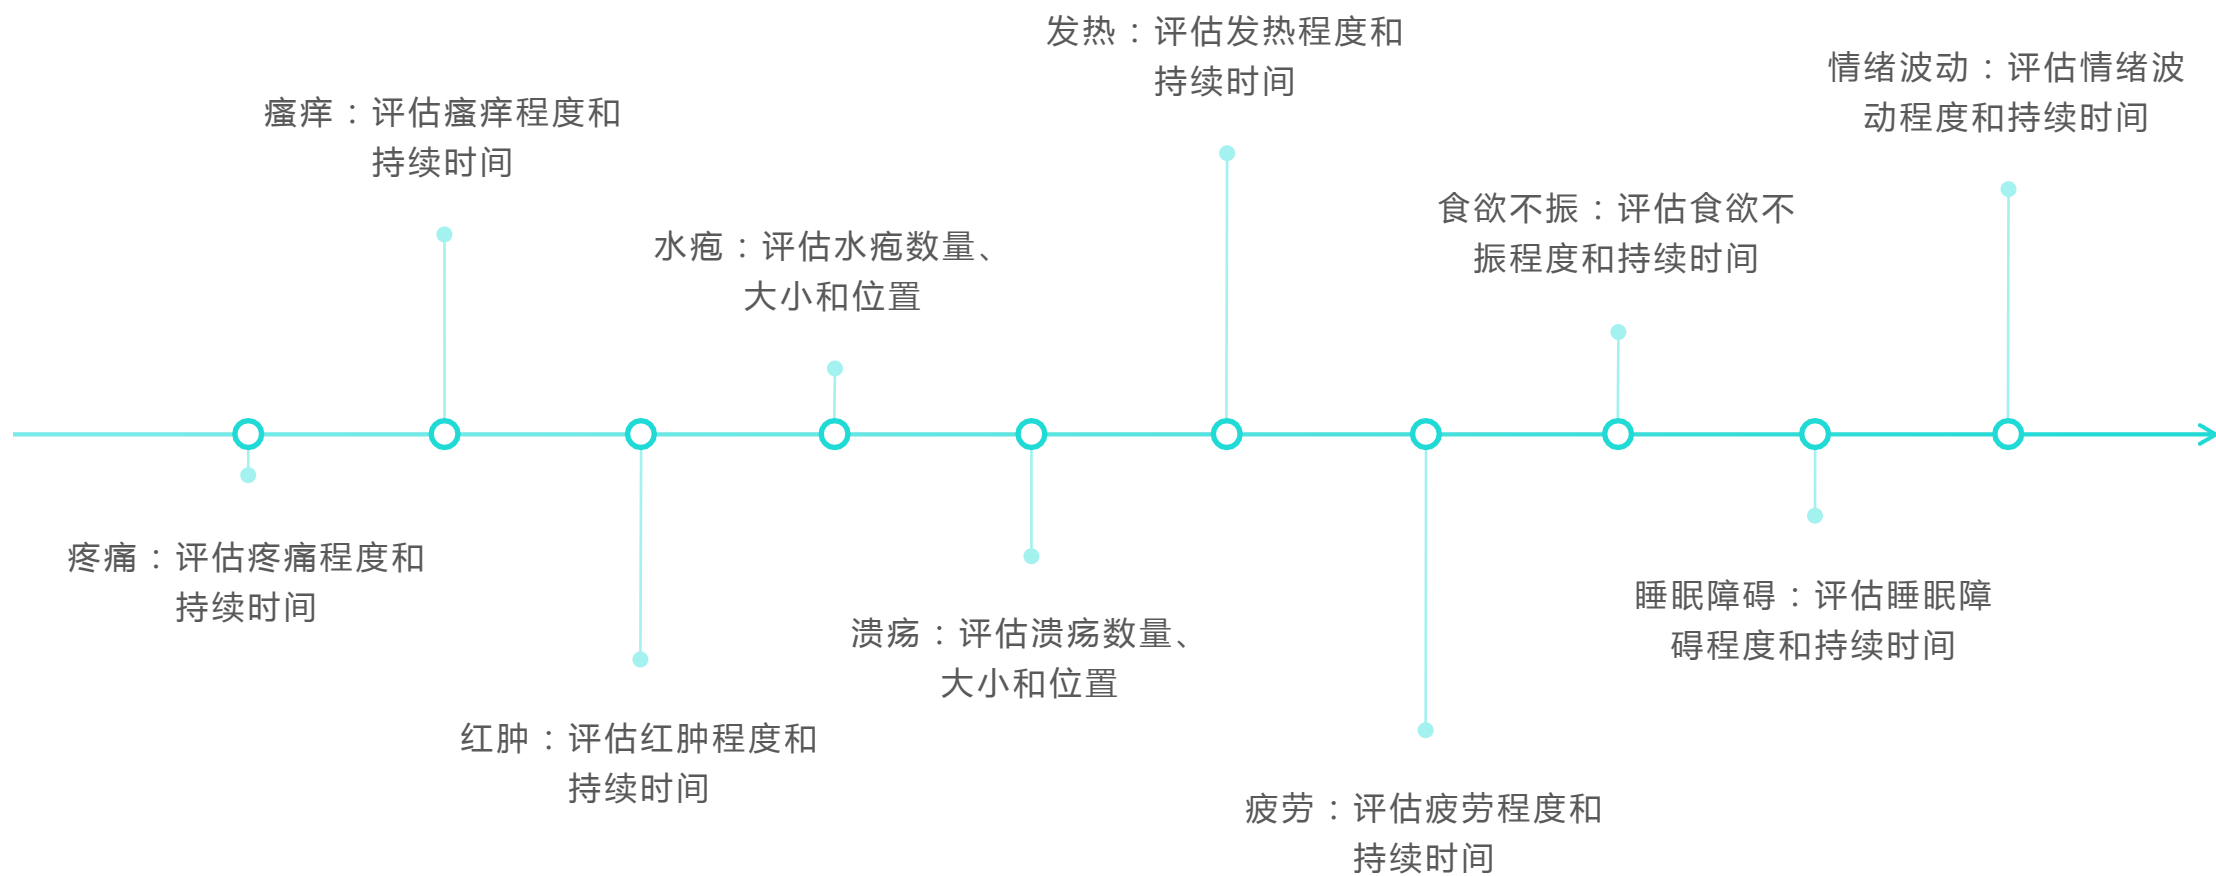 疼痛：评估疼痛程度和
持续时间
瘙痒：评估瘙痒程度和
持续时间
红肿：评估红肿程度和
持续时间
水疱：评估水疱数量、
大小和位置
溃疡：评估溃疡数量、
大小和位置
发热：评估发热程度和
持续时间
疲劳：评估疲劳程度和
持续时间
食欲不振：评估食欲不
振程度和持续时间
睡眠障碍：评估睡眠障
碍程度和持续时间
情绪波动：评估情绪波
动程度和持续时间